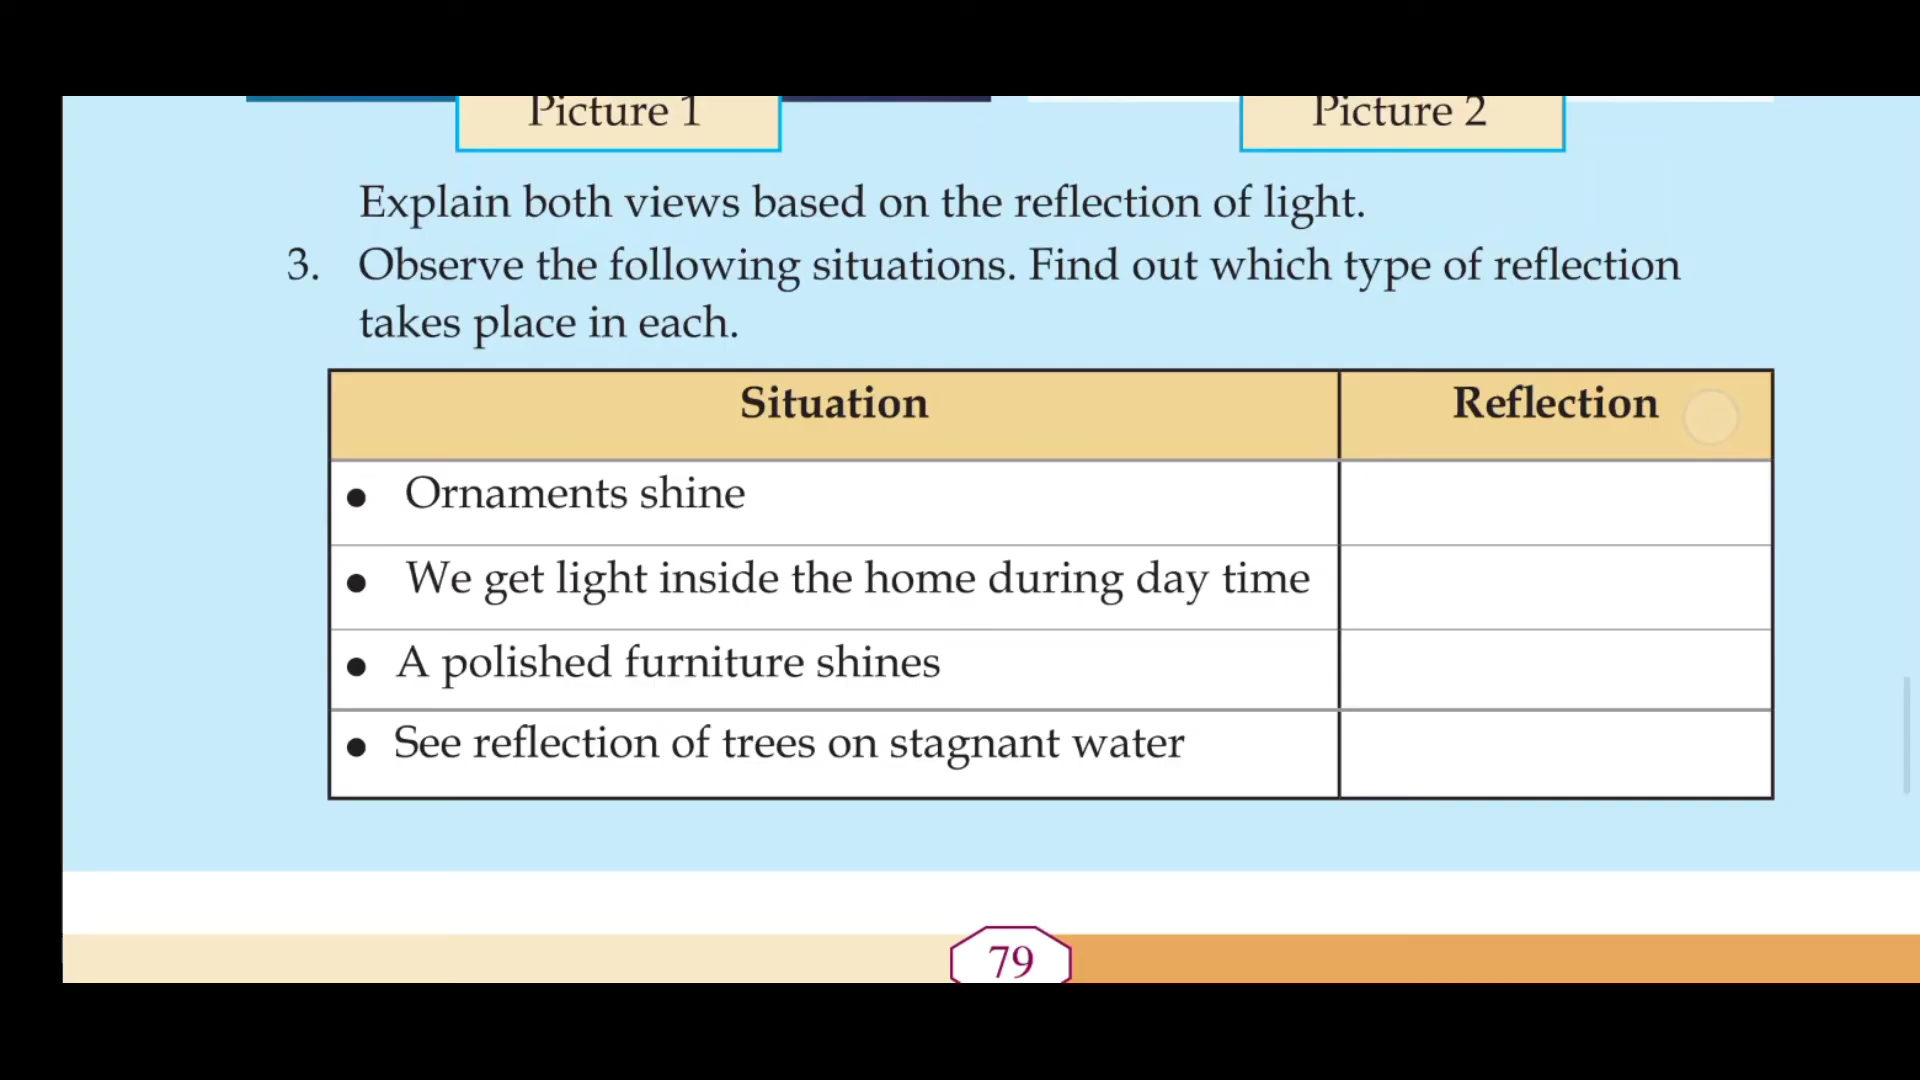 Picture 1
Picture 2
Explain both views based on the reflection of light.
3. Observe the following situations. Find out which type of reflection
takes place in each.
Situation
Reflection
● Ornaments shine
● We get light inside the home during day time
● A polished furniture shines
● See reflection of trees on stagnant water
79